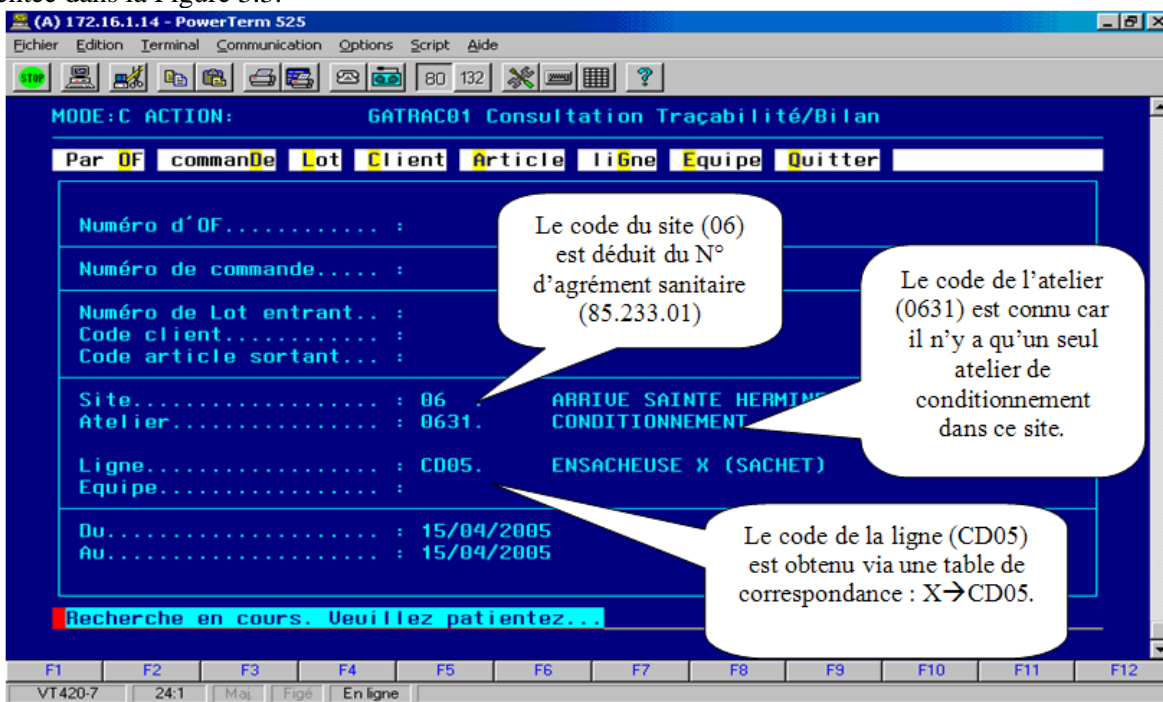 entée dans la Figure 3.3.
(A) 172.16.1.14 - PowerTerm 525
Fichier Edition Terminal Communication Options Script Aide
STOP 80 132 ?
MODE:C ACTION: GATRAC01 Consultation Traçabilité/Bilan
Par OF commanDe Lot Client Article liGne Equipe Quitter
Numéro d'OF............ :
Numéro de commande..... :
Numéro de Lot entrant.. :
Code client............ :
Code article sortant... :
Site................... : 06 . ARRIVE SAINTE HERMINE
Atelier................ : 0631. CONDITIONNEMENT
Ligne.................. : CD05. ENSACHEUSE X (SACHET)
Equipe................. :
Du..................... : 15/04/2005
Au..................... : 15/04/2005
Le code du site (06)
est déduit du N°
d'agrément sanitaire
(85.233.01)
Le code de l'atelier
(0631) est connu car
il n'y a qu'un seul
atelier de
conditionnement
dans ce site.
Le code de la ligne (CD05)
est obtenu via une table de
correspondance : X→CD05.
Recherche en cours. Veuillez patientez...
F1 F2 F3 F4 F5 F6 F7 F8 F9 F10 F11 F12
VT420-7 24:1 Maj. Figé En ligne